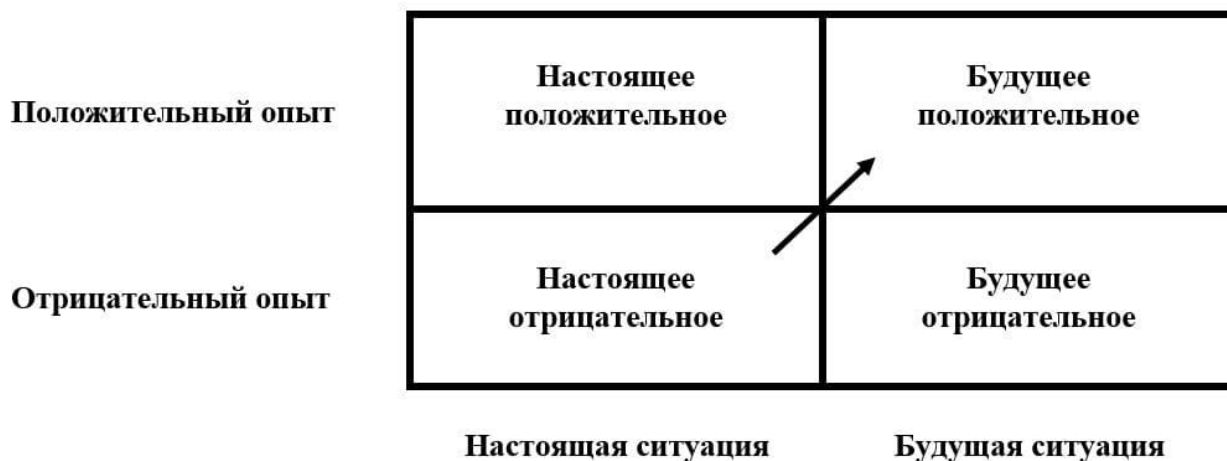 Настоящее
положительное
Будущее
положительное
Положительный опыт
Настоящее
отрицательное
Будущее
отрицательное
Отрицательный опыт
Настоящая ситуация
Будущая ситуация